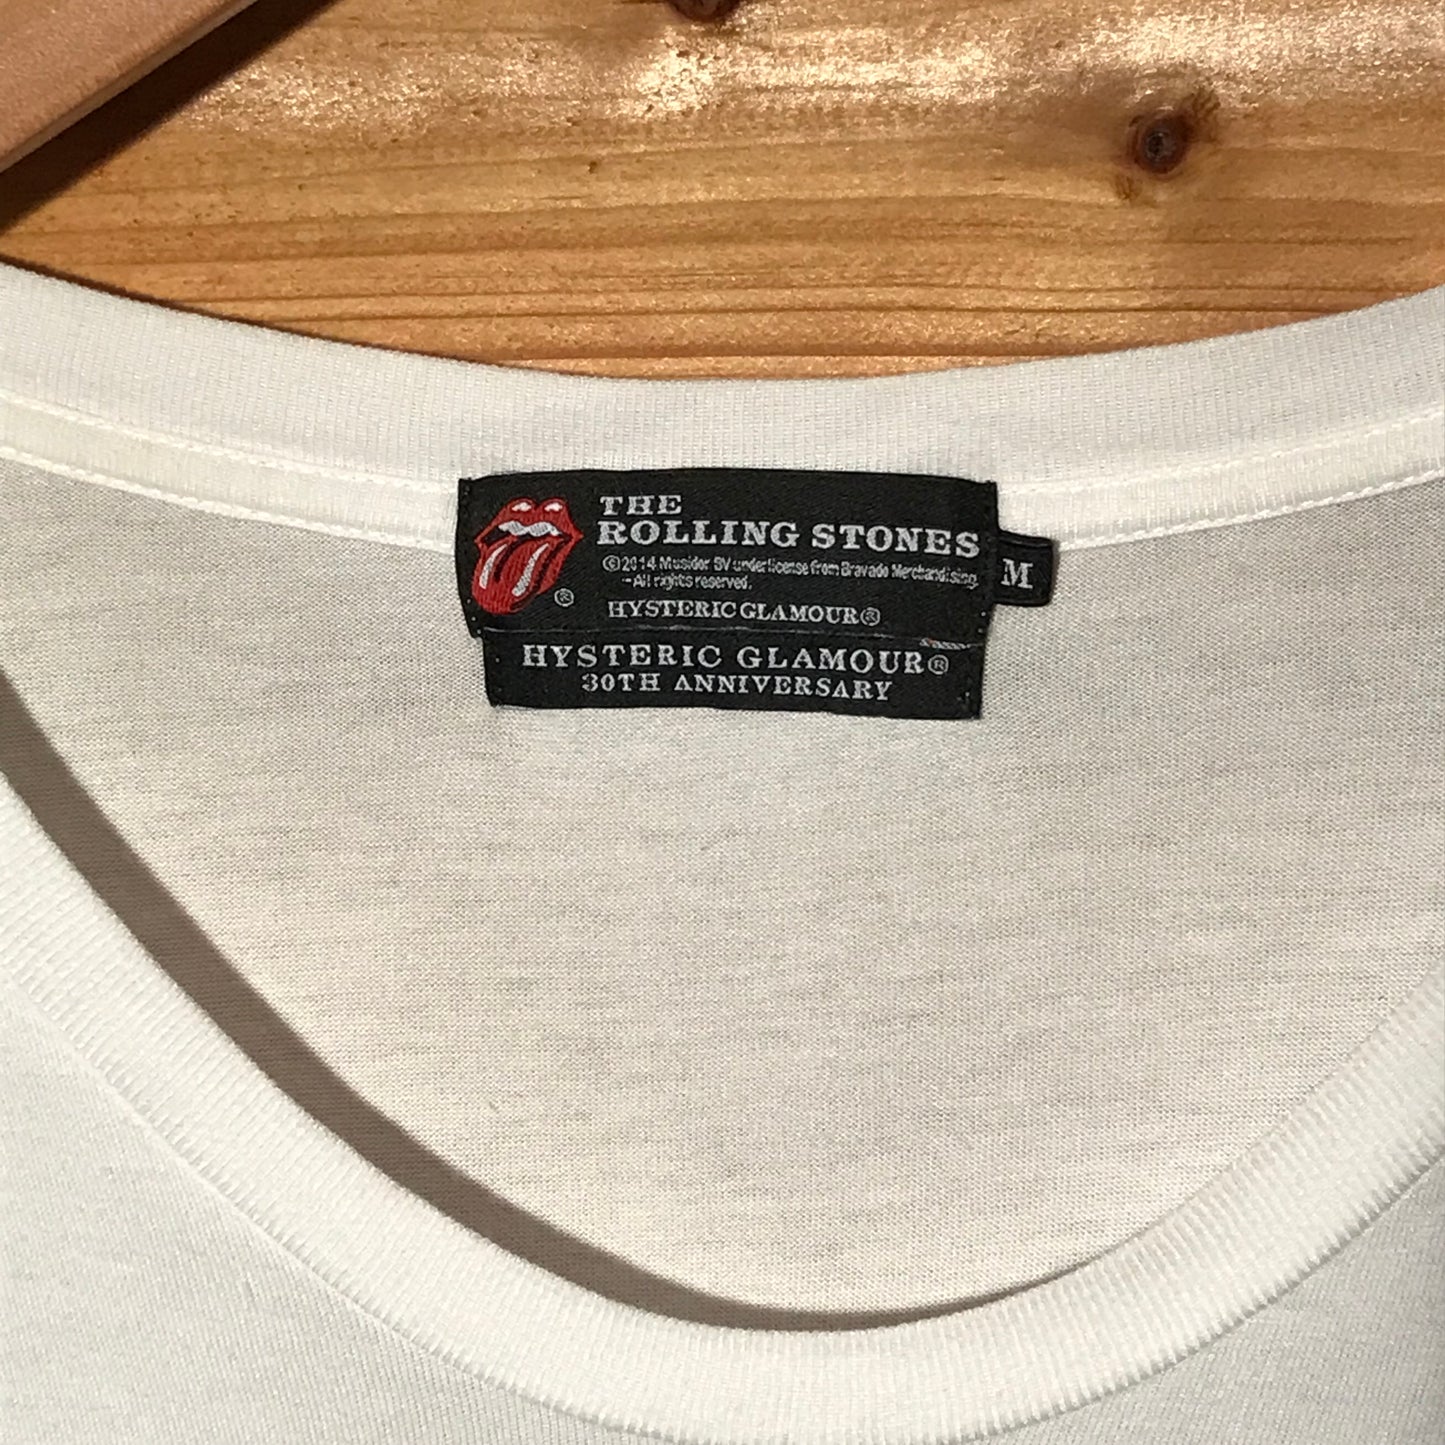 THE
ROLLING STONES
©2014 Musidor BV under license from Bravado Merchandising.
-All rights reserved.
®
HYSTERIC GLAMOUR®
M
HYSTERIC GLAMOUR®
30TH ANNIVERSARY